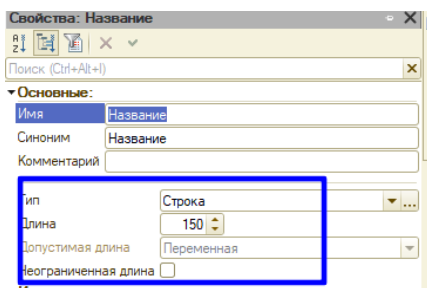 Свойства: Название
Поиск (Ctrl+Alt+I)
Основные:
Имя Название
Синоним Название
Комментарий
Тип Строка
Длина 150
Допустимая длина Переменная
Неограниченная длина